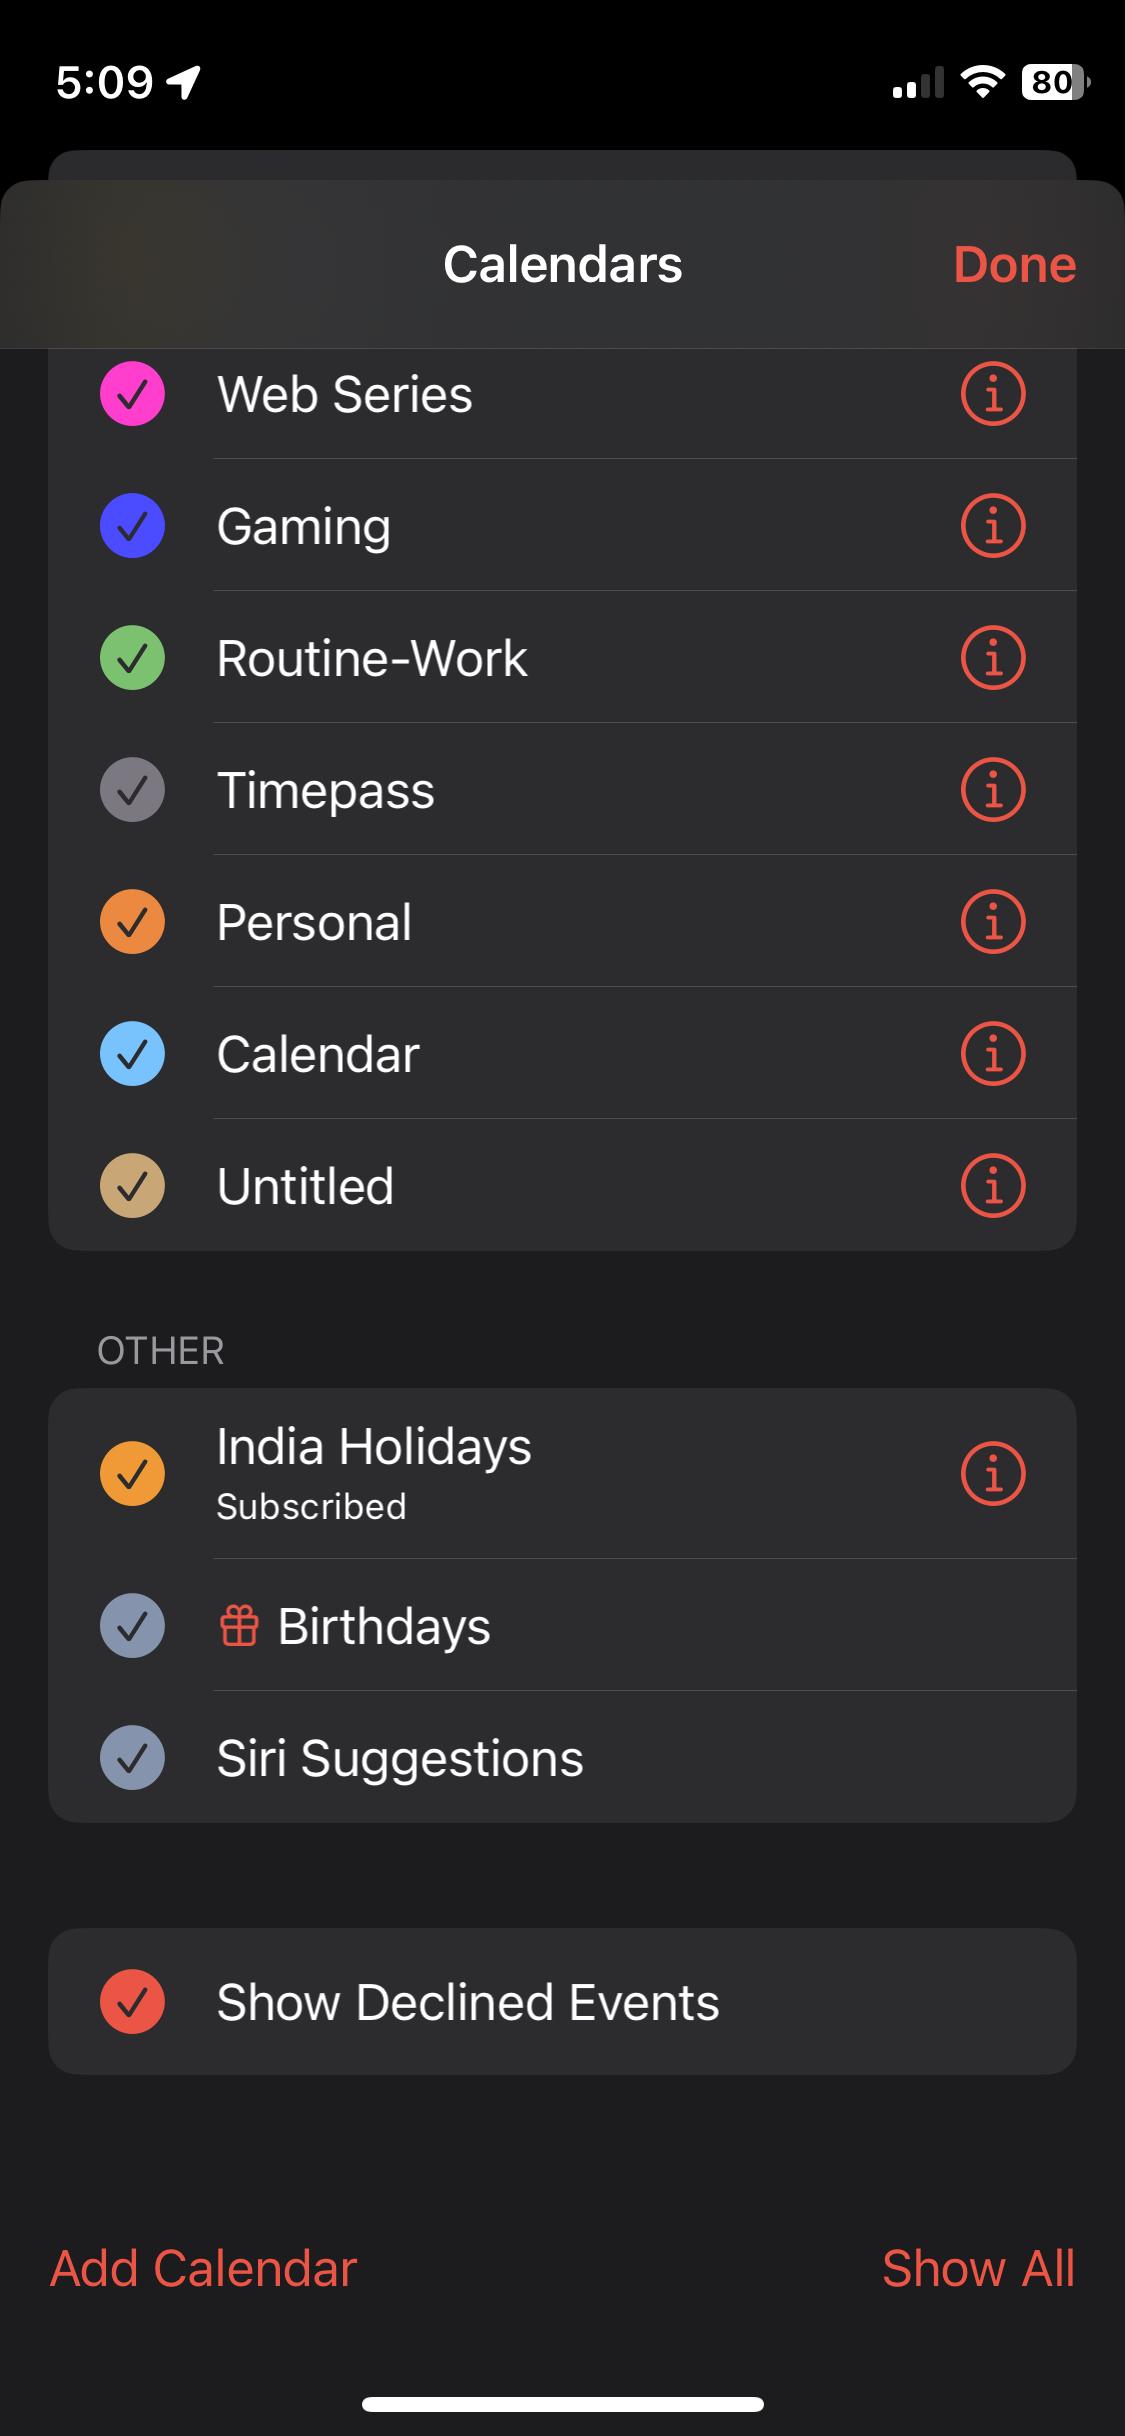 5:09
80
Calendars
Done
Web Series
Gaming
Routine-Work
Timepass
Personal
Calendar
Untitled
OTHER
India Holidays
Subscribed
Birthdays
Siri Suggestions
Show Declined Events
Add Calendar
Show All